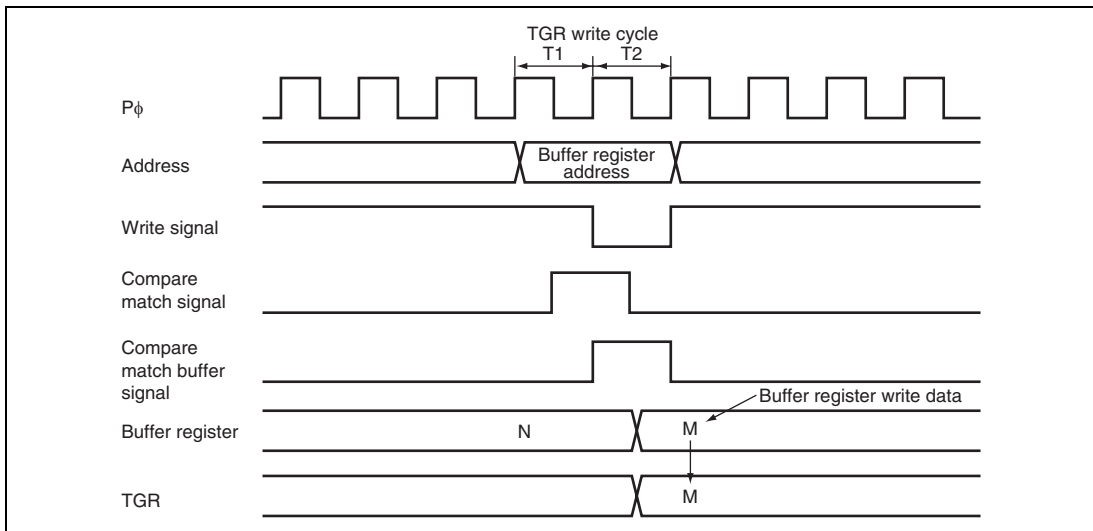 TGR write cycle
T1 T2
Pϕ
Address
Buffer register
address
Write signal
Compare
match signal
Compare
match buffer
signal
Buffer register write data
Buffer register N M
TGR M